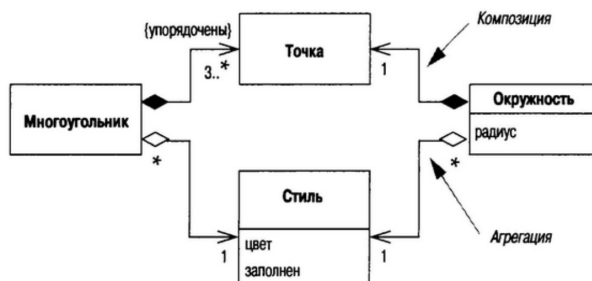 {упорядочены}
Композиция
Точка
3..*
1
Многоугольник
Окружность
радиус
*
*
Стиль
1
1
цвет
заполнен
Агрегация